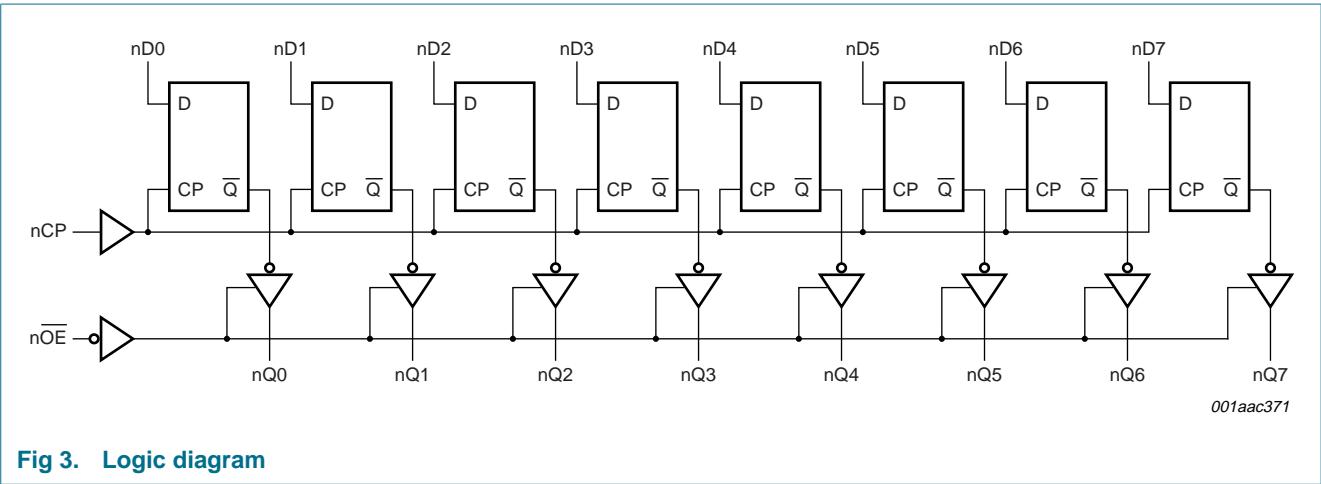 nD0 nD1 nD2 nD3 nD4 nD5 nD6 nD7
D D D D D D D D
CP Q̅ CP Q̅ CP Q̅ CP Q̅ CP Q̅ CP Q̅ CP Q̅ CP Q̅
nCP
nO̅E̅
nQ0 nQ1 nQ2 nQ3 nQ4 nQ5 nQ6 nQ7
001aac371
Fig 3. Logic diagram